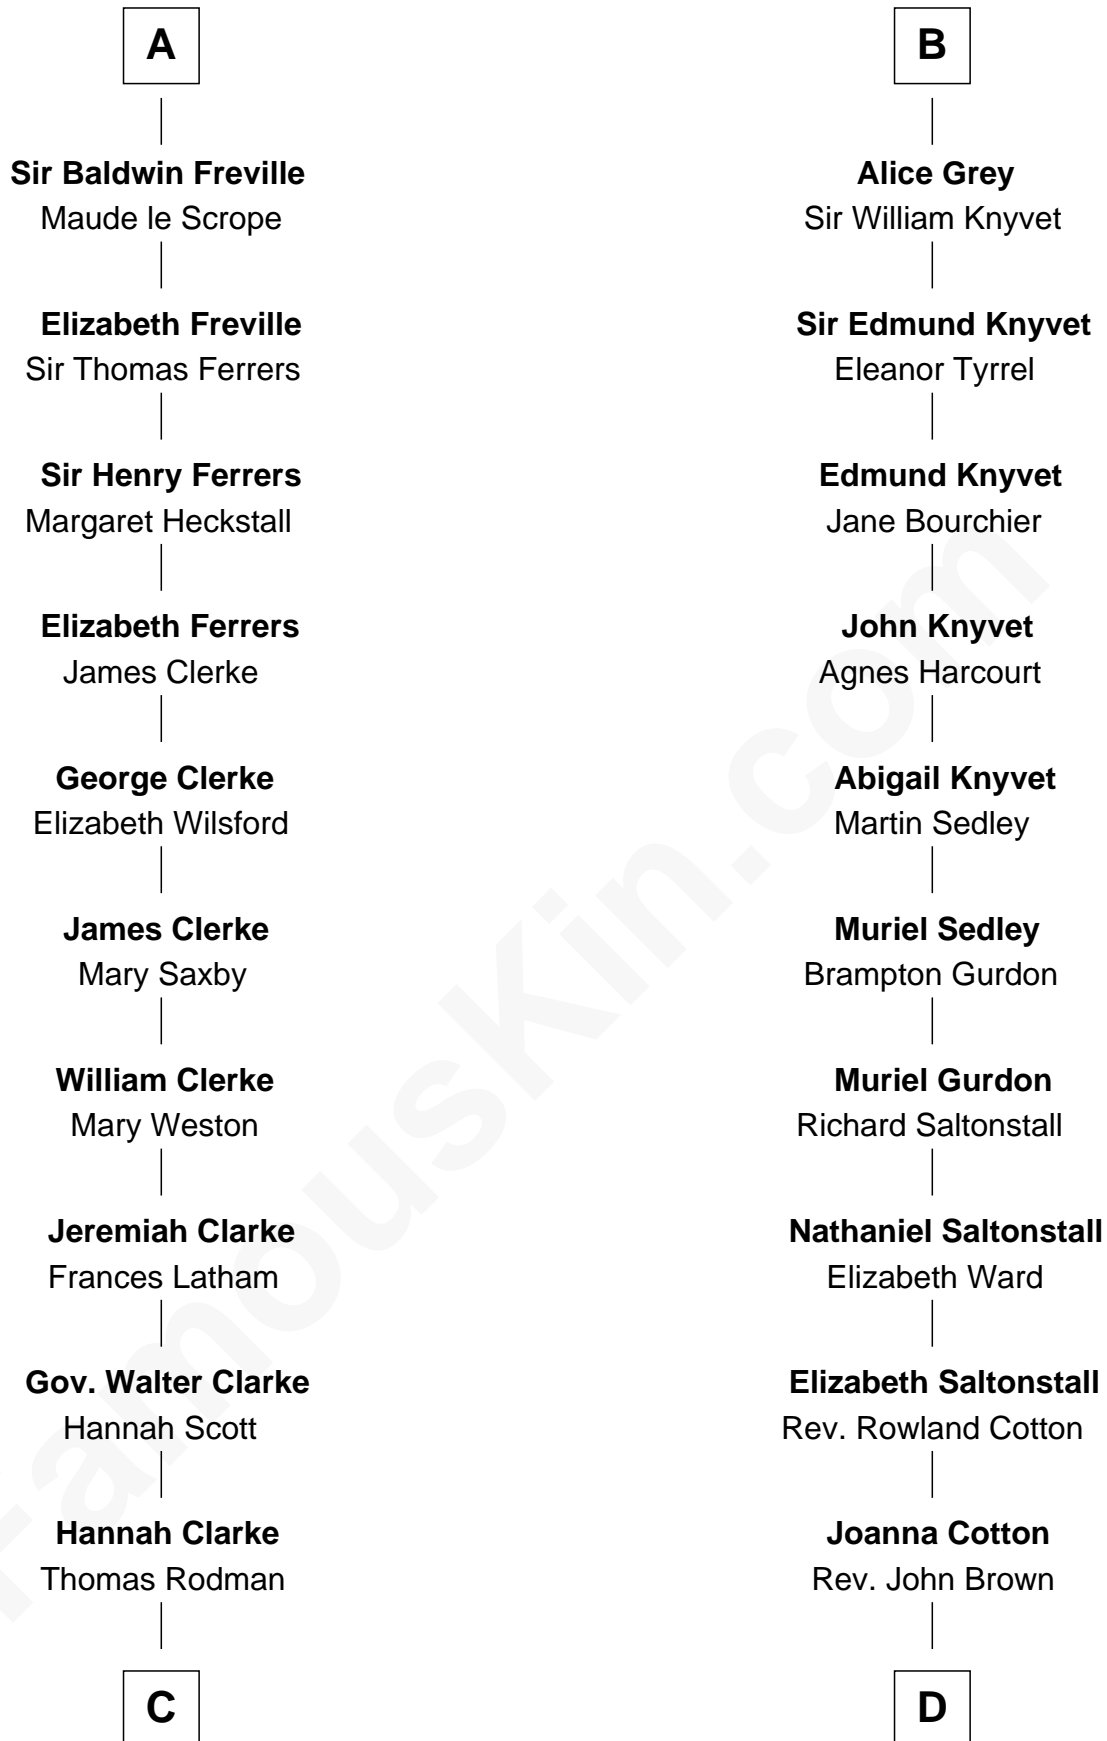 A
Sir Baldwin Freville
Maude le Scrope
Elizabeth Freville
Sir Thomas Ferrers
Sir Henry Ferrers
Margaret Heckstall
Elizabeth Ferrers
James Clerke
George Clerke
Elizabeth Wilsford
James Clerke
Mary Saxby
William Clerke
Mary Weston
Jeremiah Clarke
Frances Latham
Gov. Walter Clarke
Hannah Scott
Hannah Clarke
Thomas Rodman
C
B
Alice Grey
Sir William Knyvet
Sir Edmund Knyvet
Eleanor Tyrrel
Edmund Knyvet
Jane Bourchier
John Knyvet
Agnes Harcourt
Abigail Knyvet
Martin Sedley
Muriel Sedley
Brampton Gurdon
Muriel Gurdon
Richard Saltonstall
Nathaniel Saltonstall
Elizabeth Ward
Elizabeth Saltonstall
Rev. Rowland Cotton
Joanna Cotton
Rev. John Brown
D
FamousKin.com